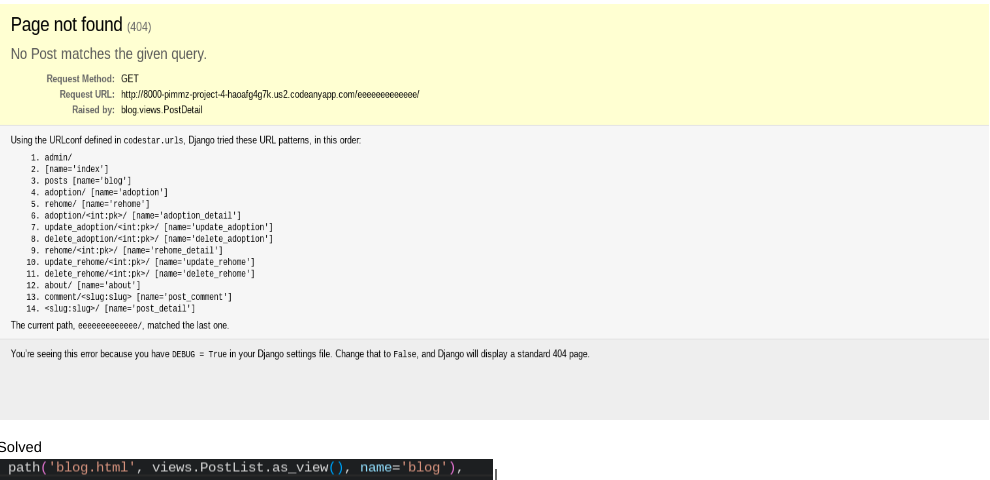 Page not found (404)
No Post matches the given query.
Request Method: GET
Request URL: http://8000-pimmz-project-4-haoafg4g7k.us2.codeanyapp.com/eeeeeeeeeeeee/
Raised by: blog.views.PostDetail
Using the URLconf defined in codestar.urls, Django tried these URL patterns, in this order:
1. admin/
2. [name='index']
3. posts [name='blog']
4. adoption/ [name='adoption']
5. rehome/ [name='rehome']
6. adoption/<int:pk>/ [name='adoption_detail']
7. update_adoption/<int:pk>/ [name='update_adoption']
8. delete_adoption/<int:pk>/ [name='delete_adoption']
9. rehome/<int:pk>/ [name='rehome_detail']
10. update_rehome/<int:pk>/ [name='update_rehome']
11. delete_rehome/<int:pk>/ [name='delete_rehome']
12. about/ [name='about']
13. comment/<slug:slug> [name='post_comment']
14. <slug:slug>/ [name='post_detail']
The current path, eeeeeeeeeeeee/, matched the last one.
You're seeing this error because you have DEBUG = True in your Django settings file. Change that to False, and Django will display a standard 404 page.
Solved
path('blog.html', views.PostList.as_view(), name='blog'),